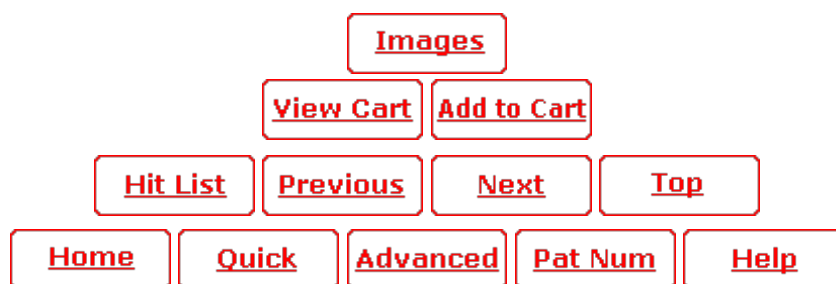 Images
View Cart Add to Cart
Hit List Previous Next Top
Home Quick Advanced Pat Num Help